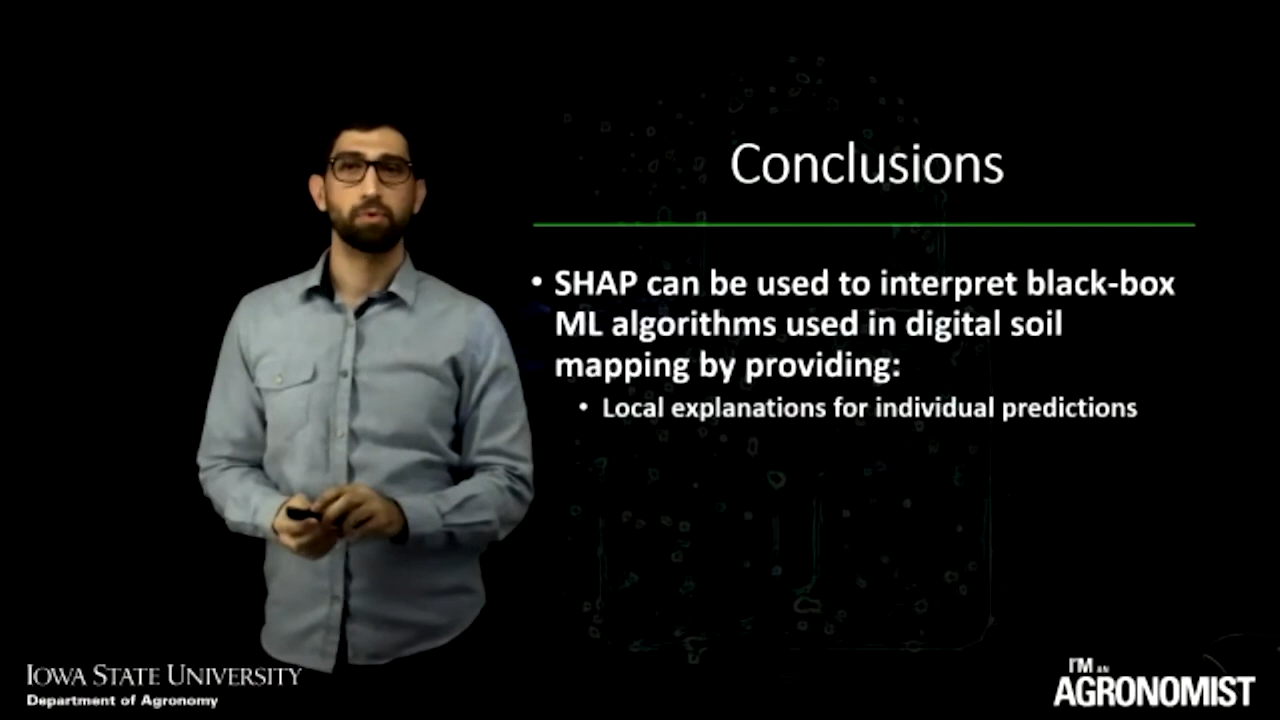 Conclusions
• SHAP can be used to interpret black-box
ML algorithms used in digital soil
mapping by providing:
• Local explanations for individual predictions
IOWA STATE UNIVERSITY
Department of Agronomy
I'M AN
AGRONOMIST